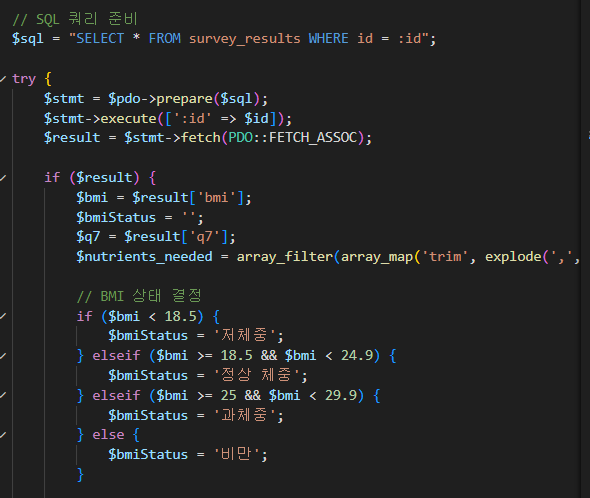 // SQL 쿼리 준비
$sql = "SELECT * FROM survey_results WHERE id = :id";
try {
$stmt = $pdo->prepare($sql);
$stmt->execute([':id' => $id]);
$result = $stmt->fetch(PDO::FETCH_ASSOC);
if ($result) {
$bmi = $result['bmi'];
$bmiStatus = '';
$q7 = $result['q7'];
$nutrients_needed = array_filter(array_map('trim', explode(',',
// BMI 상태 결정
if ($bmi < 18.5) {
$bmiStatus = '저체중';
} elseif ($bmi >= 18.5 && $bmi < 24.9) {
$bmiStatus = '정상 체중';
} elseif ($bmi >= 25 && $bmi < 29.9) {
$bmiStatus = '과체중';
} else {
$bmiStatus = '비만';
}